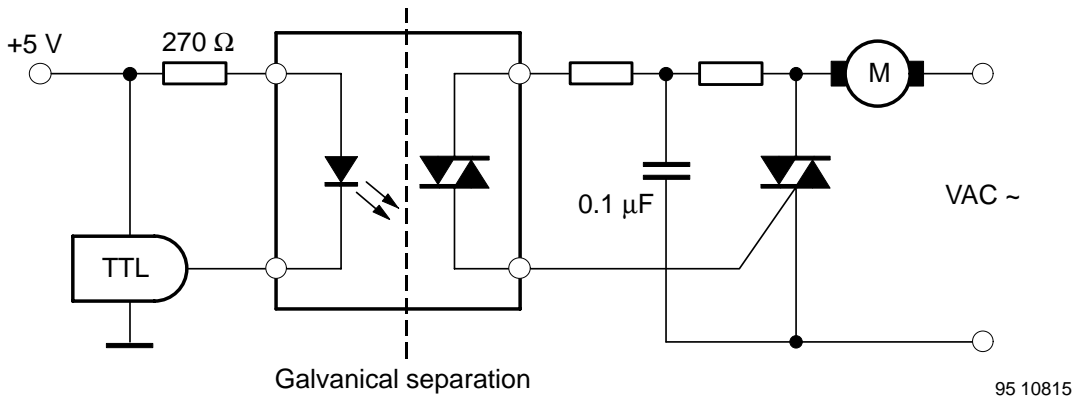 +5 V
270 Ω
M
0.1 μF
VAC ~
TTL
Galvanical separation
95 10815